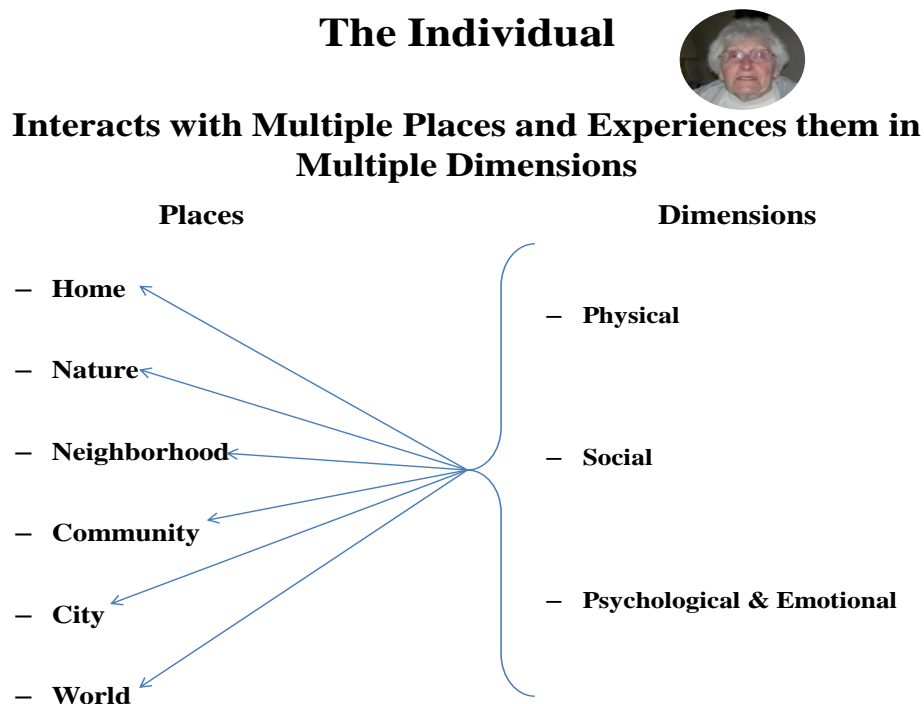 The Individual
Interacts with Multiple Places and Experiences them in
Multiple Dimensions
Places
– Home
– Nature
– Neighborhood
– Community
– City
– World
Dimensions
– Physical
– Social
– Psychological & Emotional